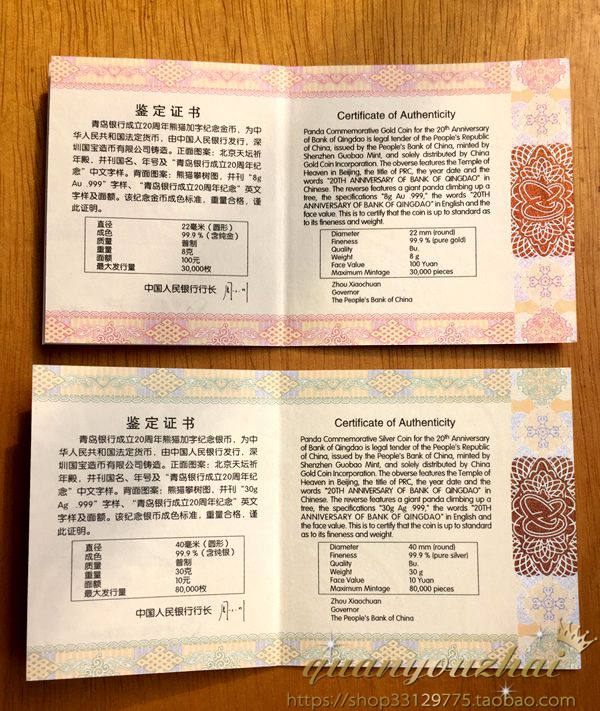 鉴定证书
青岛银行成立20周年熊猫加字纪念金币，为中
华人民共和国法定货币，由中国人民银行发行，深
圳国宝造币有限公司铸造。正面图案：北京天坛祈
年殿，并刊国名、年号及“青岛银行成立20周年纪
念”中文字样。背面图案：熊猫攀树图，并刊“8g
Au .999”字样、“青岛银行成立20周年纪念”英文
字样及面额。该纪念金币成色标准，重量合格，谨
此证明。
直径 22毫米（圆形）
成色 99.9％（含纯金）
质量 普制
重量 8克
面额 100元
最大发行量 30,000枚
中国人民银行行长
Certificate of Authenticity
Panda Commemorative Gold Coin for the 20th Anniversary
of Bank of Qingdao is legal tender of the People's Republic
of China, issued by the People's Bank of China, minted by
Shenzhen Guobao Mint, and solely distributed by China
Gold Coin Incorporation. The obverse features the Temple of
Heaven in Beijing, the title of PRC, the year date and the
words "20TH ANNIVERSARY OF BANK OF QINGDAO" in
Chinese. The reverse features a giant panda climbing up a
tree, the specifications "8g Au .999," the words "20TH
ANNIVERSARY OF BANK OF QINGDAO" in English and the
face value. This is to certify that the coin is up to standard as
to its fineness and weight.
Diameter 22 mm (round)
Fineness 99.9% (pure gold)
Quality Bu.
Weight 8 g
Face Value 100 Yuan
Maximum Mintage 30,000 pieces
Zhou Xiaochuan
Governor
The People's Bank of China
鉴定证书
青岛银行成立20周年熊猫加字纪念银币，为中
华人民共和国法定货币，由中国人民银行发行，深
圳国宝造币有限公司铸造。正面图案：北京天坛祈
年殿，并刊国名、年号及“青岛银行成立20周年纪
念”中文字样。背面图案：熊猫攀树图，并刊“30g
Ag .999”字样、“青岛银行成立20周年纪念”英文
字样及面额。该纪念银币成色标准，重量合格，谨
此证明。
直径 40毫米（圆形）
成色 99.9％（含纯银）
质量 普制
重量 30克
面额 10元
最大发行量 80,000枚
中国人民银行行长
Certificate of Authenticity
Panda Commemorative Silver Coin for the 20th Anniversary
of Bank of Qingdao is legal tender of the People's Republic
of China, issued by the People's Bank of China, minted by
Shenzhen Guobao Mint, and solely distributed by China
Gold Coin Incorporation. The obverse features the Temple of
Heaven in Beijing, the title of PRC, the year date and the
words "20TH ANNIVERSARY OF BANK OF QINGDAO" in
Chinese. The reverse features a giant panda climbing up a
tree, the specifications "30g Ag .999," the words "20TH
ANNIVERSARY OF BANK OF QINGDAO" in English and
the face value. This is to certify that the coin is up to standard
as to its fineness and weight.
Diameter 40 mm (round)
Fineness 99.9% (pure silver)
Quality Bu.
Weight 30 g
Face Value 10 Yuan
Maximum Mintage 80,000 pieces
Zhou Xiaochuan
Governor
The People's Bank of China
quanyouzhai
https://shop33129775.taobao.com